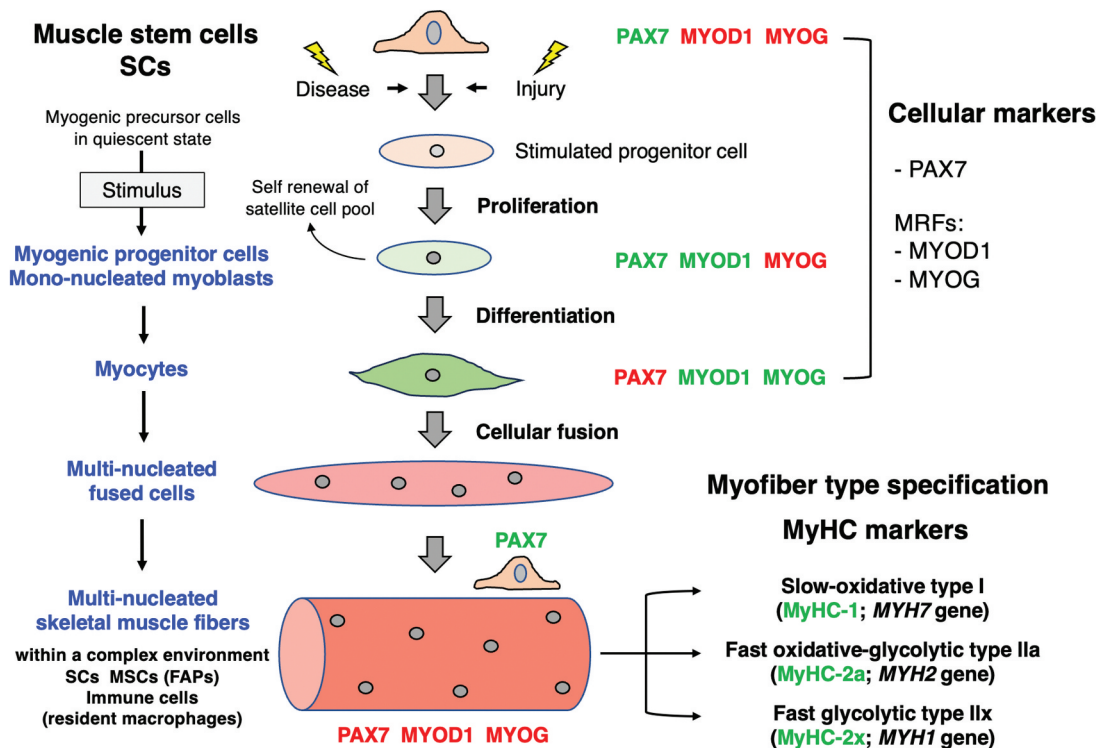 Muscle stem cells
SCs
Myogenic precursor cells
in quiescent state
Stimulus
Myogenic progenitor cells
Mono-nucleated myoblasts
Myocytes
Multi-nucleated
fused cells
Multi-nucleated
skeletal muscle fibers
within a complex environment
SCs MSCs (FAPs)
Immune cells
(resident macrophages)
Disease
Injury
Stimulated progenitor cell
Self renewal of
satellite cell pool
Proliferation
Differentiation
Cellular fusion
PAX7
PAX7 MYOD1 MYOG
PAX7 MYOD1 MYOG
PAX7 MYOD1 MYOG
PAX7 MYOD1 MYOG
Cellular markers
- PAX7
MRFs:
- MYOD1
- MYOG
Myofiber type specification
MyHC markers
Slow-oxidative type I
(MyHC-1; MYH7 gene)
Fast oxidative-glycolytic type IIa
(MyHC-2a; MYH2 gene)
Fast glycolytic type IIx
(MyHC-2x; MYH1 gene)